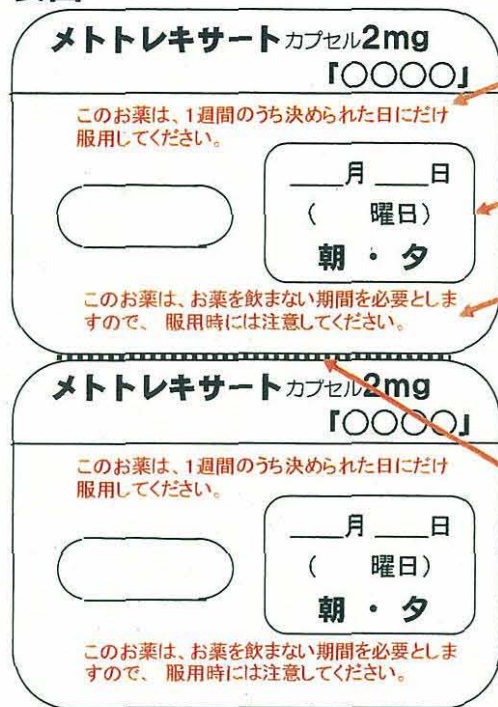 メトトレキサートカプセル2mg
「○○○○」
このお薬は、1週間のうち決められた日にだけ
服用してください。
___月 ___日
(　　曜日)
朝 ・ 夕
このお薬は、お薬を飲まない期間を必要としま
すので、 服用時には注意してください。
メトトレキサートカプセル2mg
「○○○○」
このお薬は、1週間のうち決められた日にだけ
服用してください。
___月 ___日
(　　曜日)
朝 ・ 夕
このお薬は、お薬を飲まない期間を必要としま
すので、 服用時には注意してください。